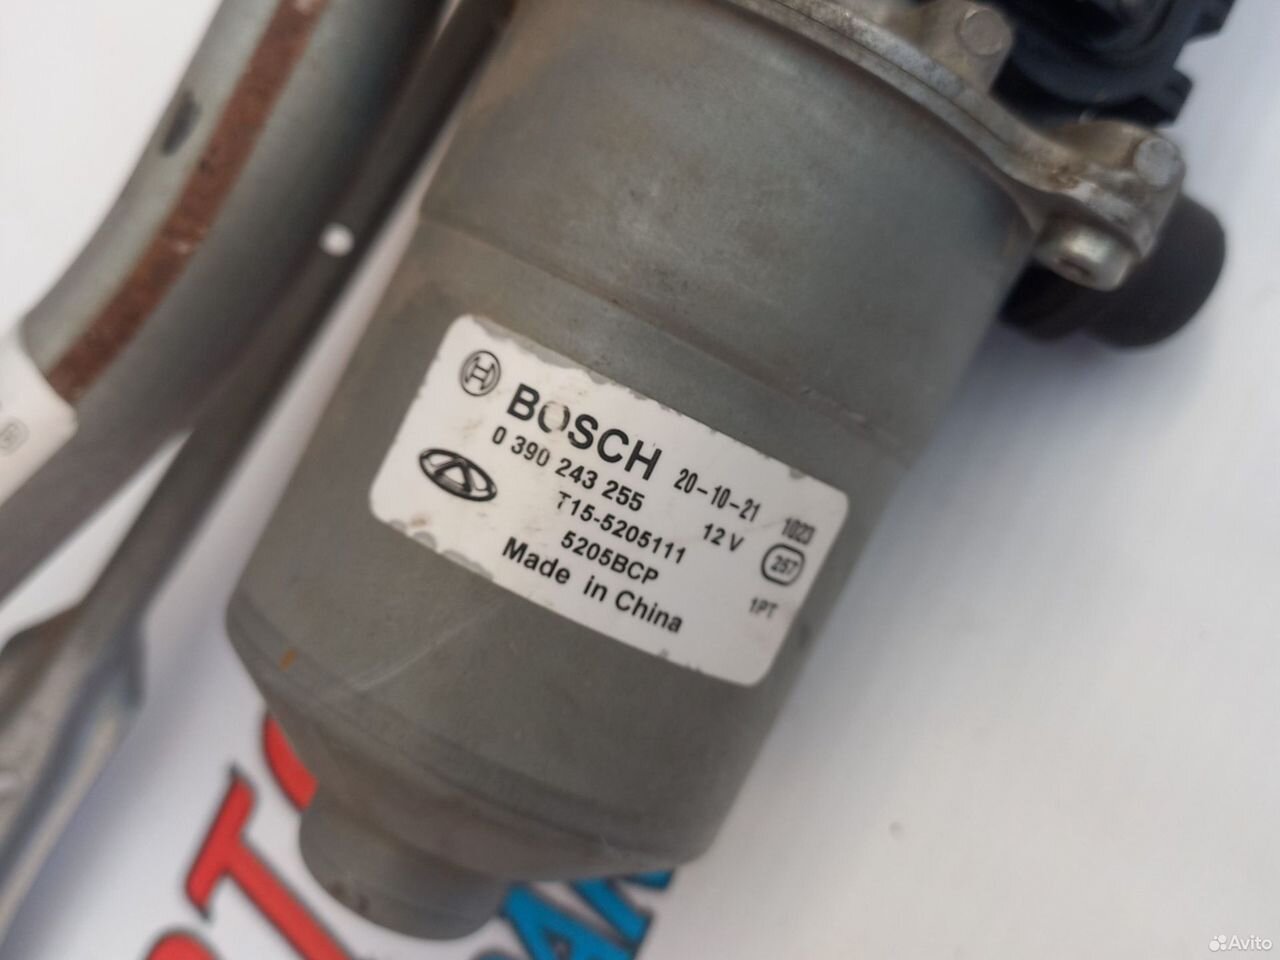 BOSCH 20-10-21 1023
0 390 243 255 12 V
T15-5205111 257
5205BCP 1PT
Made in China
Avito